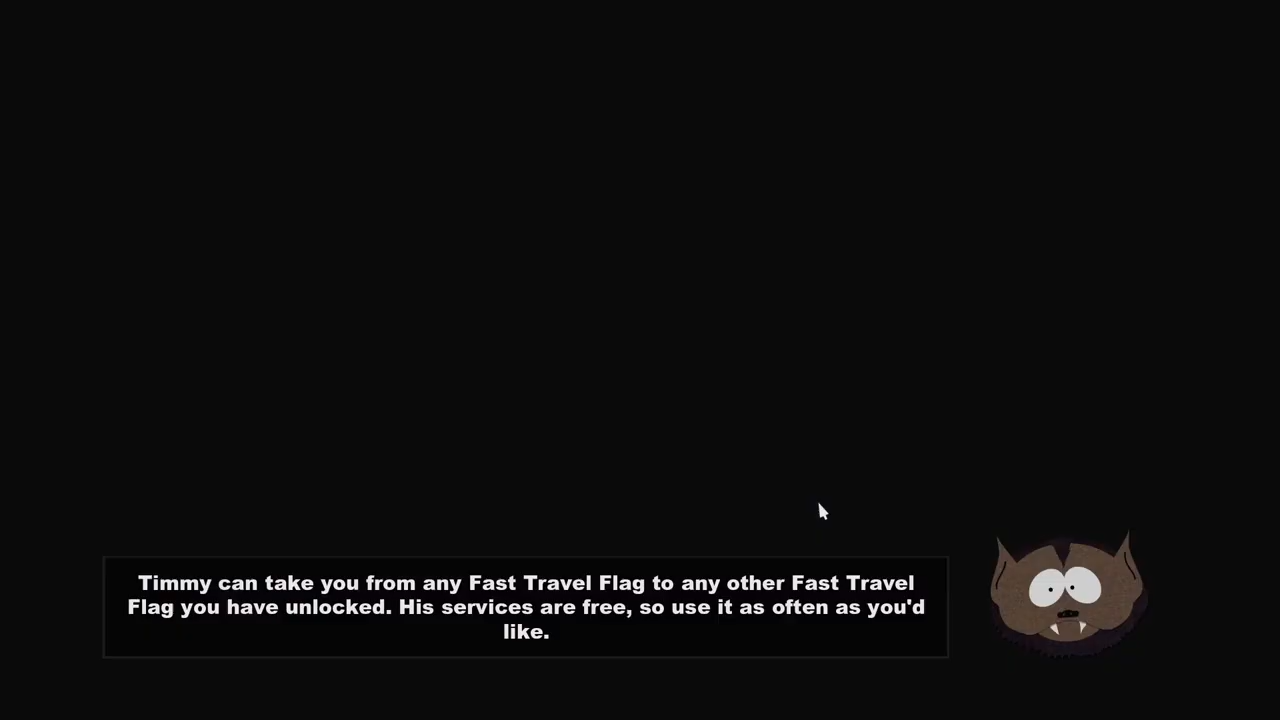 Timmy can take you from any Fast Travel Flag to any other Fast Travel
Flag you have unlocked. His services are free, so use it as often as you'd
like.